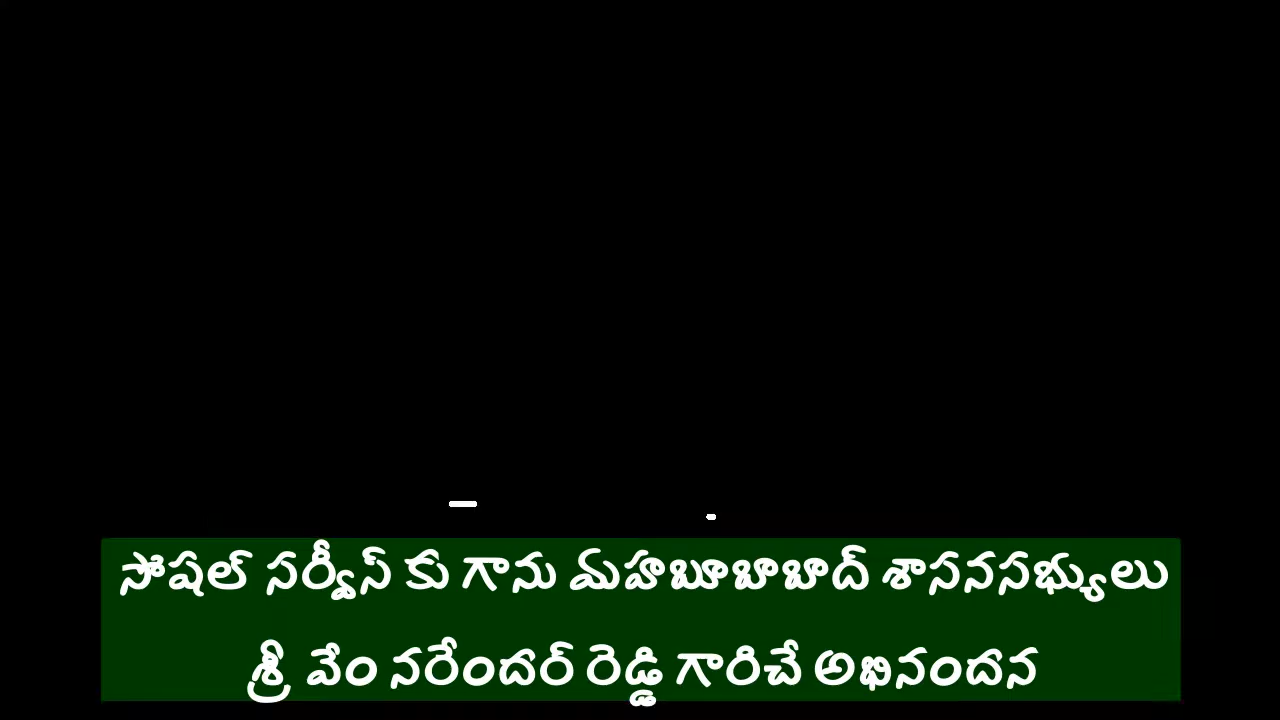 సోషల్ సర్వీస్ కు గాను మహబూబాబాద్ శాసనసభ్యులు
శ్రీ వేం నరేందర్ రెడ్డి గారిచే అభినందన